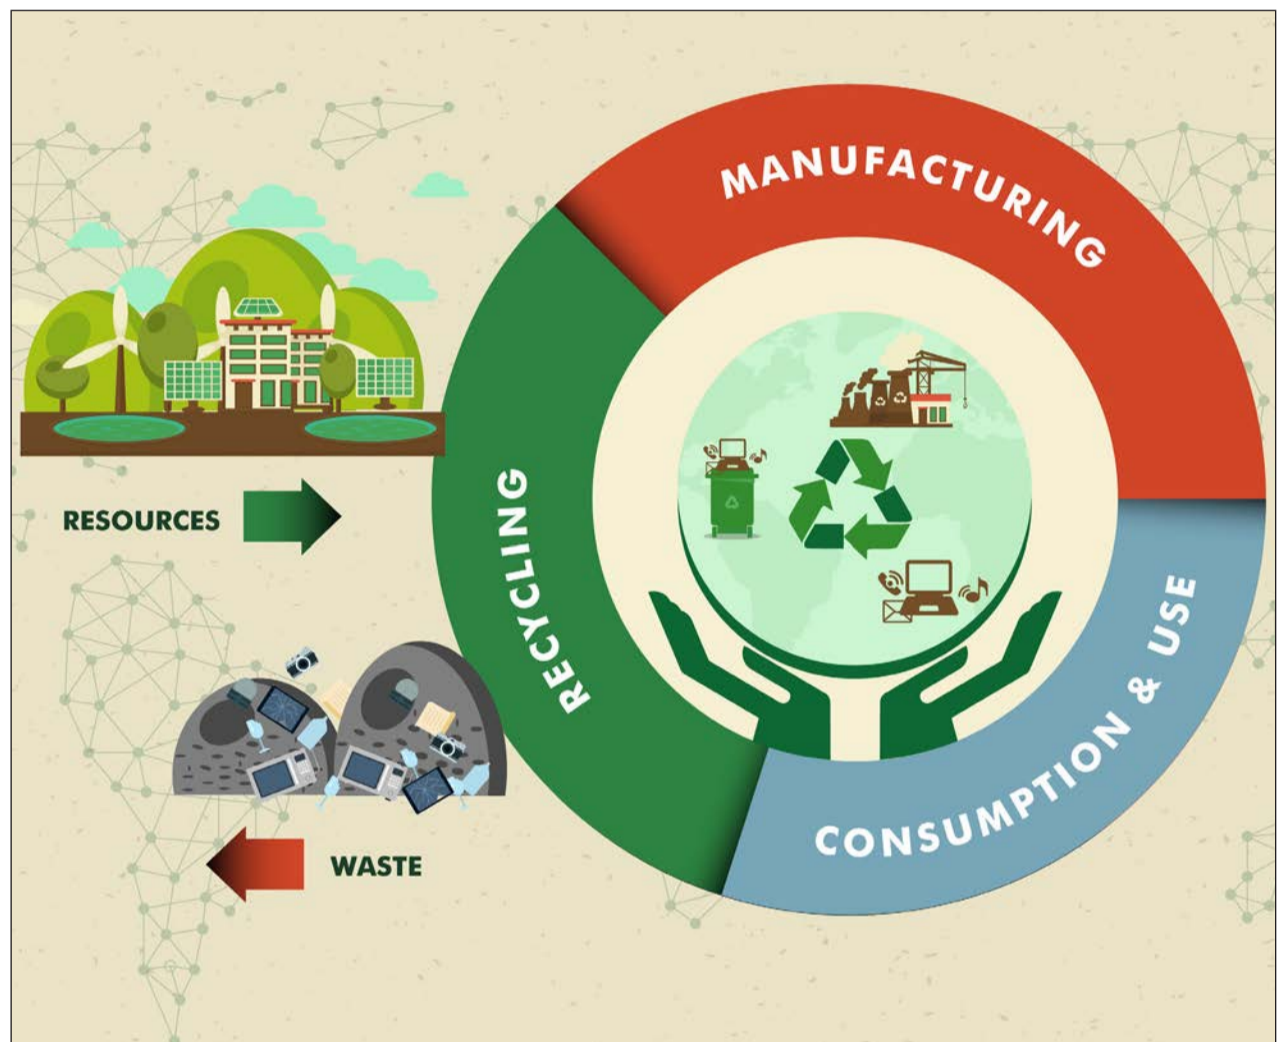 MANUFACTURING
RECYCLING
CONSUMPTION & USE
RESOURCES
WASTE